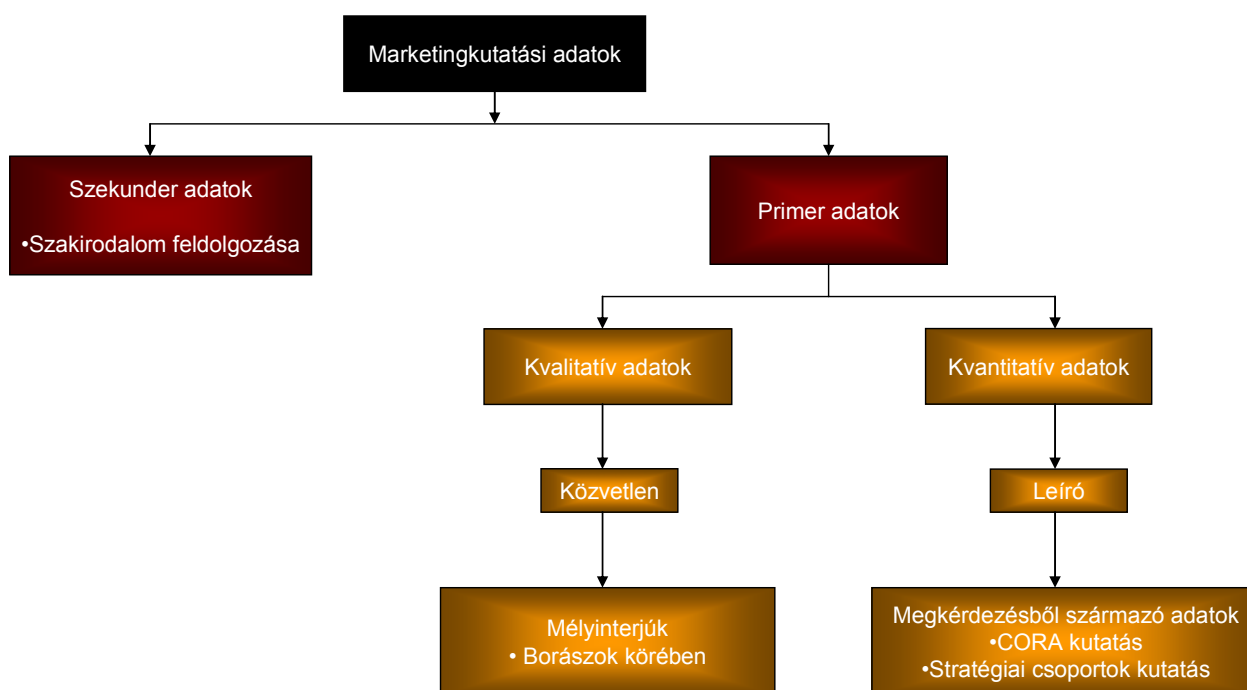 Marketingkutatási adatok
Szekunder adatok
•Szakirodalom feldolgozása
Primer adatok
Kvalitatív adatok
Kvantitatív adatok
Közvetlen
Leíró
Mélyinterjúk
• Borászok körében
Megkérdezésből származó adatok
•CORA kutatás
•Stratégiai csoportok kutatás